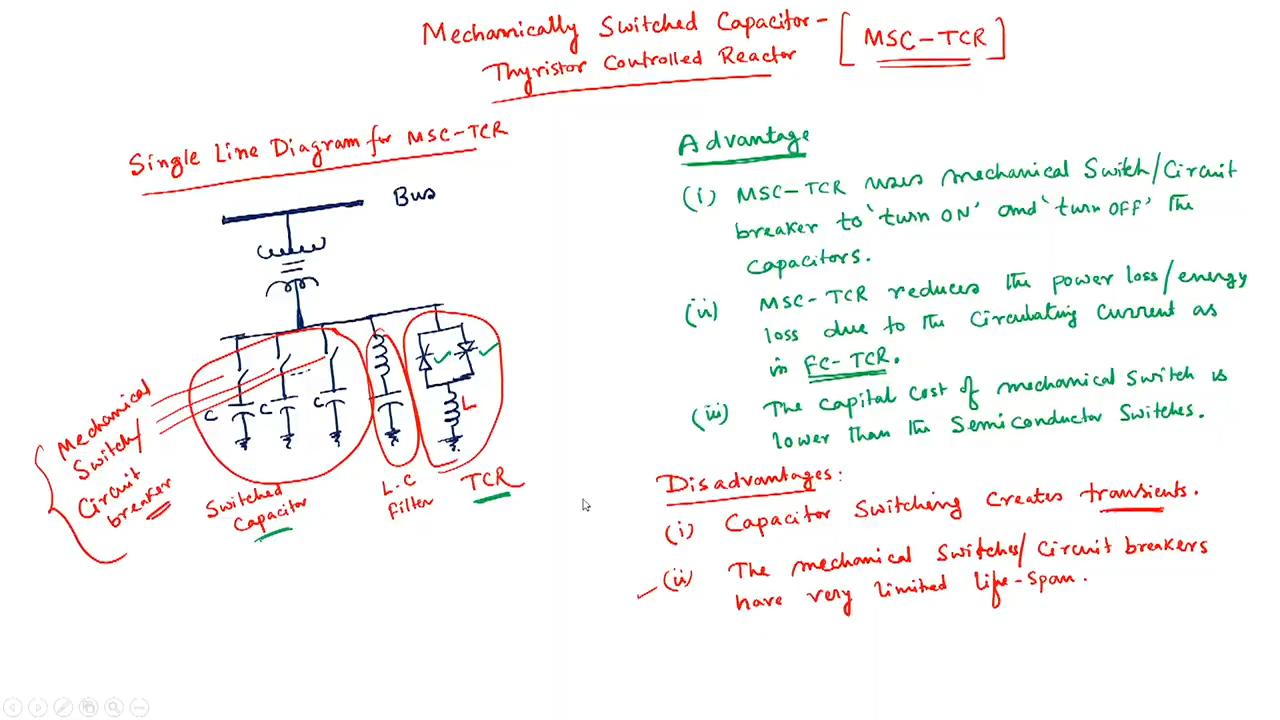 Mechanically Switched Capacitor-
Thyristor Controlled Reactor
[MSC-TCR]
Single Line Diagram for MSC-TCR
Bus
C
C
C
L
Mechanical
Switch/
Circuit
breaker
Switched
Capacitor
L-C
Filter
TCR
Advantage
(i) MSC-TCR uses mechanical Switch/Circuit
breaker to 'turn ON' and 'turn OFF' the
capacitors.
(ii) MSC-TCR reduces the power loss/energy
loss due to the Circulating Current as
in FC-TCR.
(iii) The Capital Cost of mechanical Switch is
lower than the Semiconductor Switches.
Disadvantages:
(i) Capacitor Switching Creates transients.
(ii) The mechanical Switches/Circuit breakers
have very limited life-span.